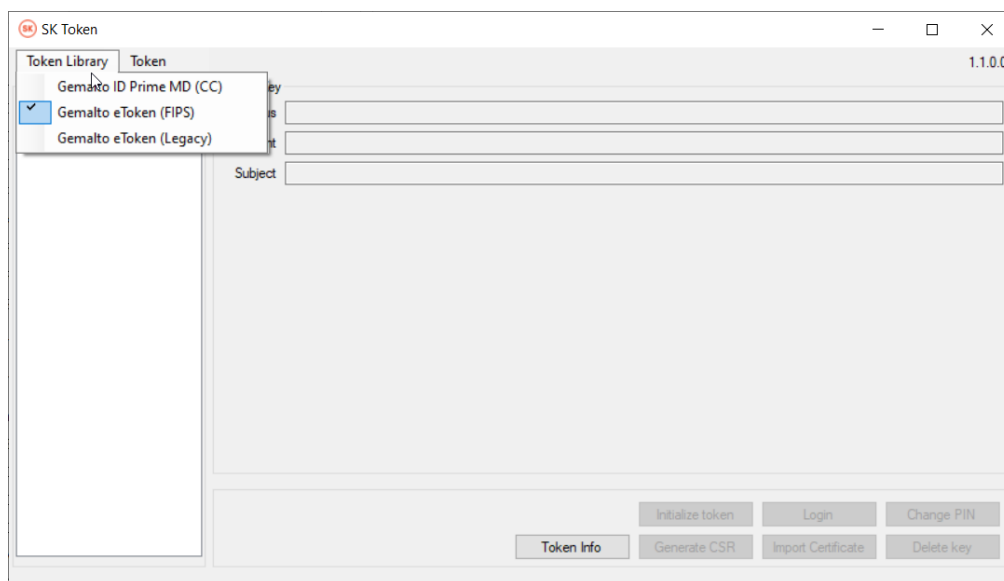 SK SK Token
Token Library Token 1.1.0.0
Gemalto ID Prime MD (CC)
Gemalto eToken (FIPS)
Gemalto eToken (Legacy)
Subject
Initialize token Login Change PIN
Token Info Generate CSR Import Certificate Delete key